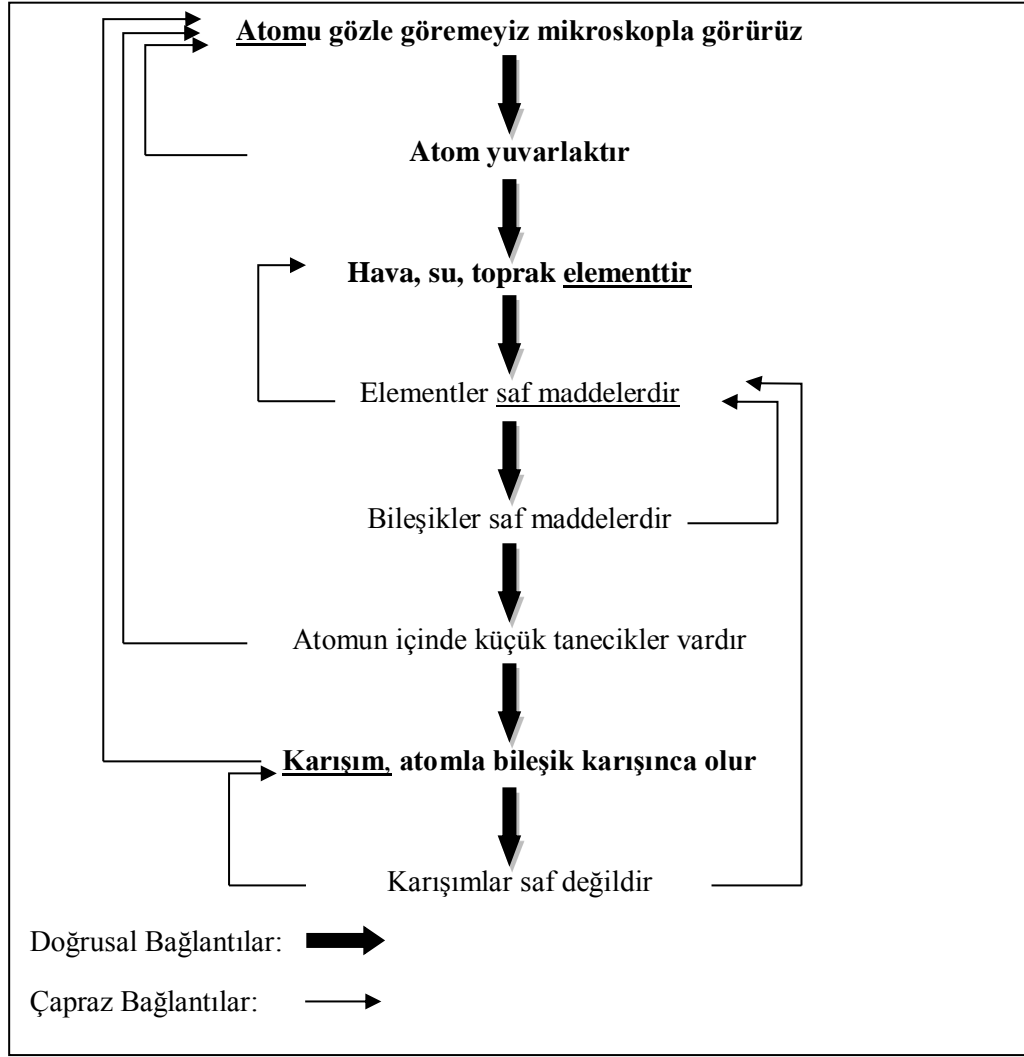 Atomu gözle göremeyiz mikroskopla görürüz
Atom yuvarlaktır
Hava, su, toprak elementtir
Elementler saf maddelerdir
Bileşikler saf maddelerdir
Atomun içinde küçük tanecikler vardır
Karışım, atomla bileşik karışınca olur
Karışımlar saf değildir
Doğrusal Bağlantılar:
Çapraz Bağlantılar: